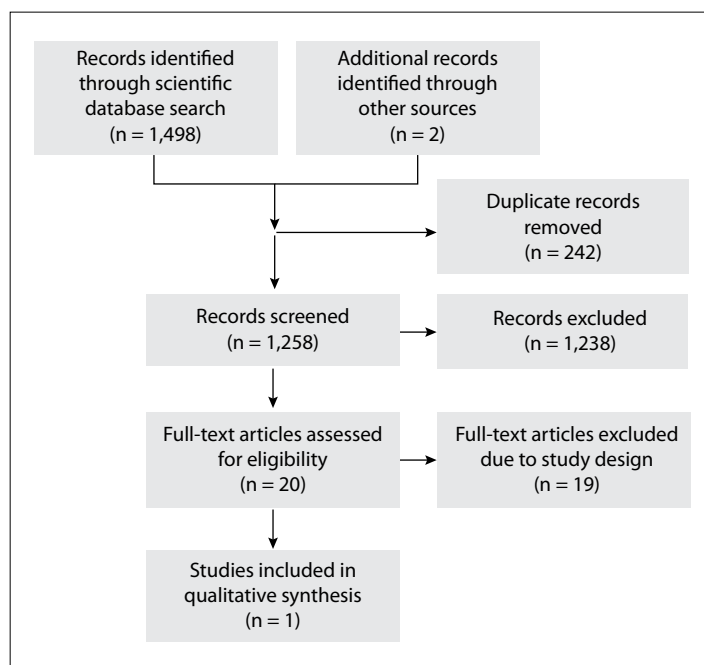 Records identified
through scientific
database search
(n = 1,498)
Additional records
identified through
other sources
(n = 2)
Duplicate records
removed
(n = 242)
Records screened
(n = 1,258)
Records excluded
(n = 1,238)
Full-text articles assessed
for eligibility
(n = 20)
Full-text articles excluded
due to study design
(n = 19)
Studies included in
qualitative synthesis
(n = 1)